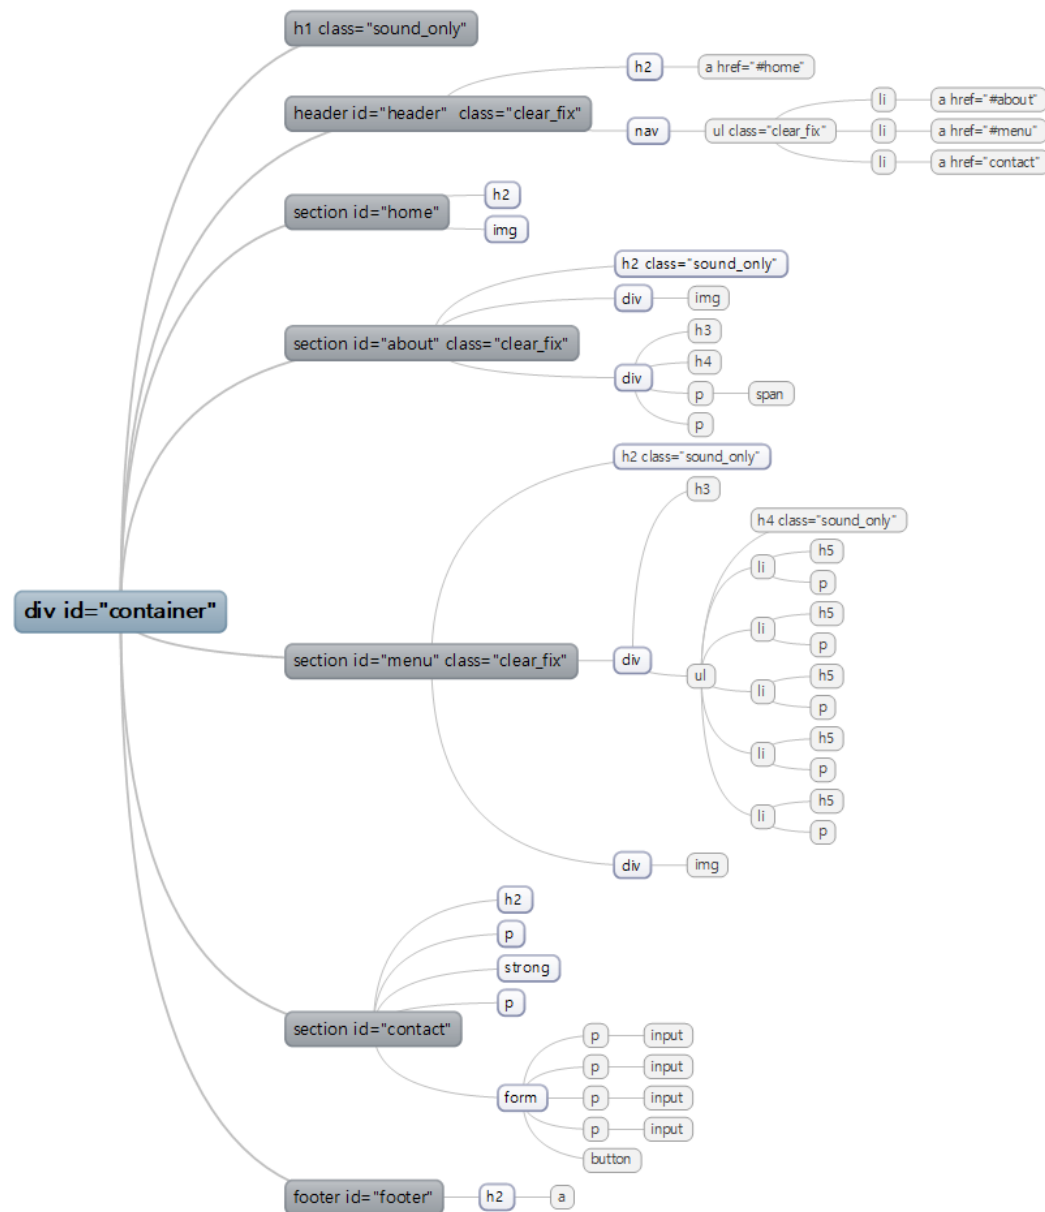 h1 class="sound_only"
h2
a href="#home"
header id="header" class="clear_fix"
nav
ul class="clear_fix"
li
a href="#about"
li
a href="#menu"
li
a href="contact"
section id="home"
h2
img
section id="about" class="clear_fix"
h2 class="sound_only"
div
img
div
h3
h4
p
span
p
div id="container"
section id="menu" class="clear_fix"
h2 class="sound_only"
div
h3
ul
h4 class="sound_only"
li
h5
p
li
h5
p
li
h5
p
li
h5
p
li
h5
p
div
img
section id="contact"
h2
p
strong
p
form
p
input
p
input
p
input
p
input
button
footer id="footer"
h2
a